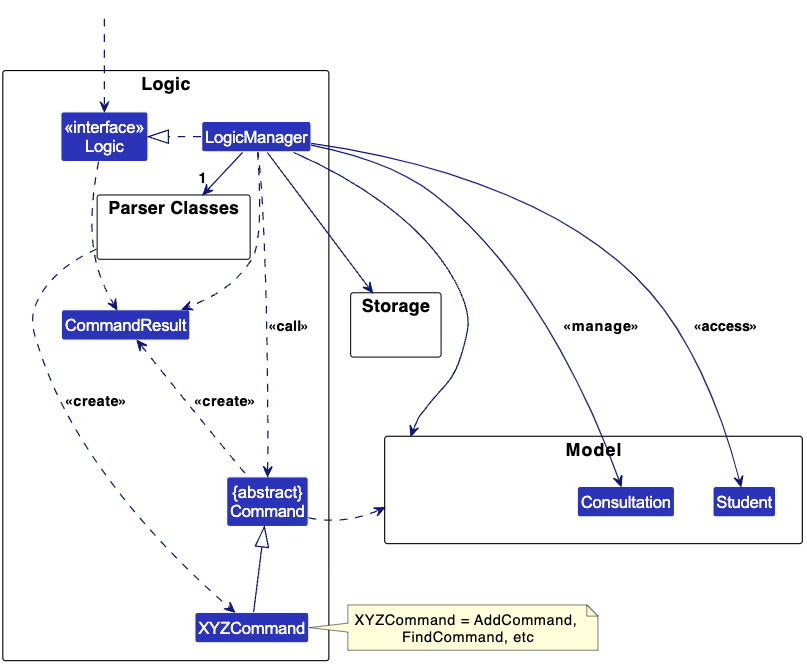 Logic
«interface»
Logic
LogicManager
1
Parser Classes
Storage
CommandResult
«call»
«manage»
«access»
«create»
«create»
Model
{abstract}
Command
Consultation
Student
XYZCommand
XYZCommand = AddCommand,
FindCommand, etc